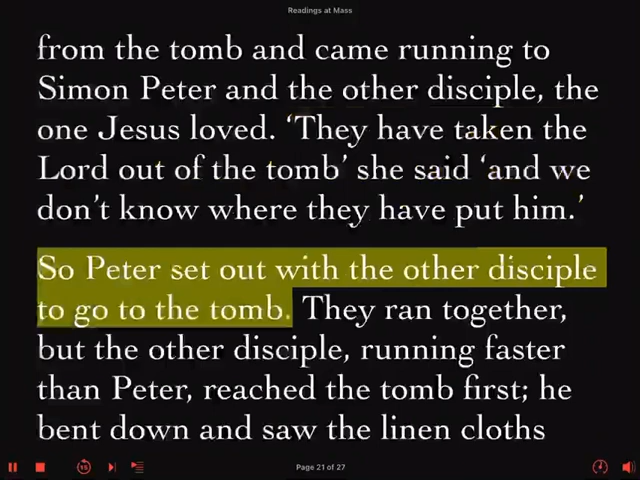 Readings at Mass
from the tomb and came running to
Simon Peter and the other disciple, the
one Jesus loved. ‘They have taken the
Lord out of the tomb’ she said ‘and we
don’t know where they have put him.’
So Peter set out with the other disciple
to go to the tomb. They ran together,
but the other disciple, running faster
than Peter, reached the tomb first; he
bent down and saw the linen cloths
15
Page 21 of 27